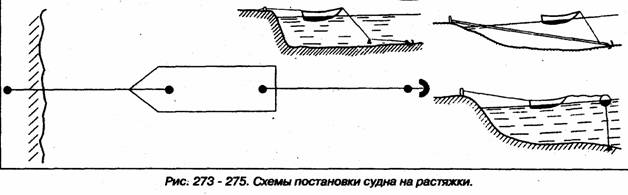 Рис. 273 - 275. Схемы постановки судна на растяжки.